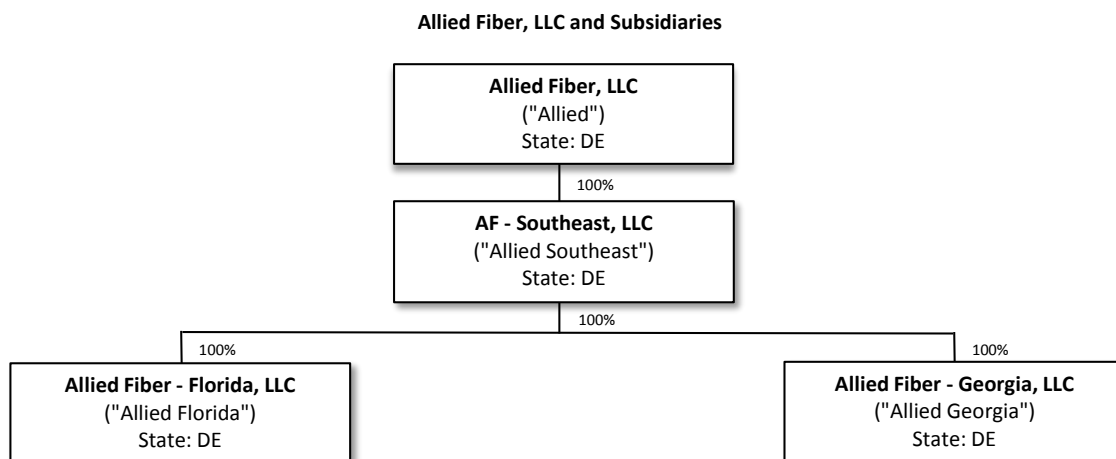 Allied Fiber, LLC and Subsidiaries
Allied Fiber, LLC
("Allied")
State: DE
100%
AF - Southeast, LLC
("Allied Southeast")
State: DE
100%
100%
100%
Allied Fiber - Florida, LLC
("Allied Florida")
State: DE
Allied Fiber - Georgia, LLC
("Allied Georgia")
State: DE